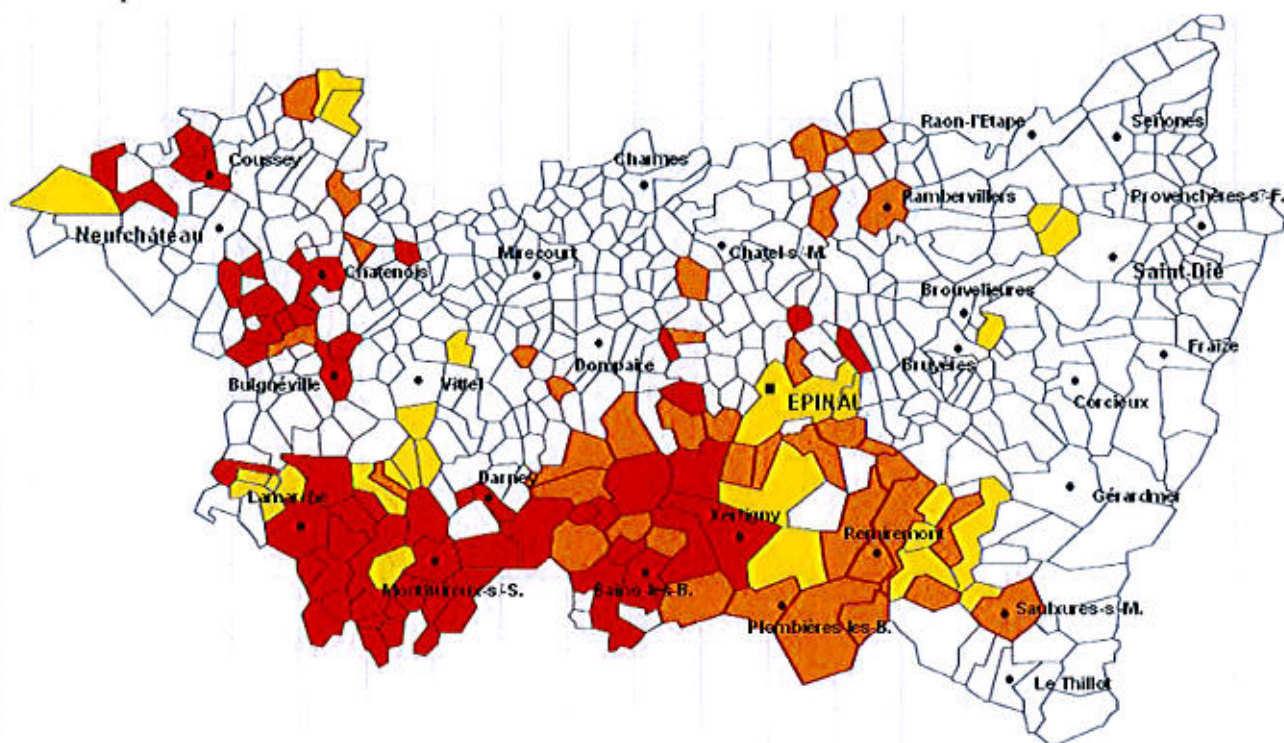 Raon-l'Etape
Senones
Coussey
Charmes
Rambervillers
Provenchères-s/-F.
Neufchâteau
Chatel-s/-M.
Mirecourt
Chatenois
Saint-Dié
Brouvelieures
Fraize
Bruyéres
Dompaire
Bulgnéville
Vittel
EPINAL
Corcieux
Darney
Lamarche
Gérardmer
Xertigny
Remiremont
Monthureux-s/-S.
Bains-les-B.
Saulxures-s/-M.
Plombières-les-B.
Le Thillot